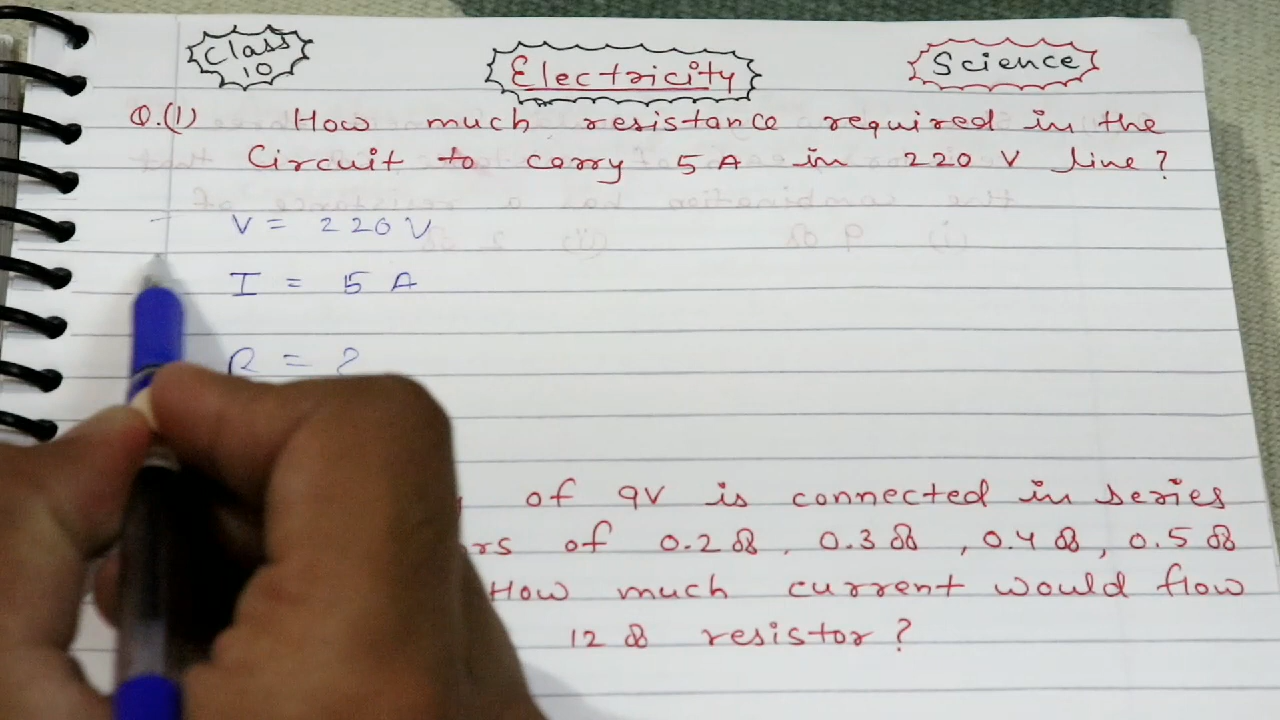 Class 10
Electricity
Science
Q.(1) How much resistance required in the
Circuit to carry 5 A in 220 V line?
V = 220 V
I = 5 A
R = ?
of 9V is connected in series
rs of 0.2 Ω, 0.3 Ω, 0.4 Ω, 0.5 Ω
How much current would flow
12 Ω resistor?